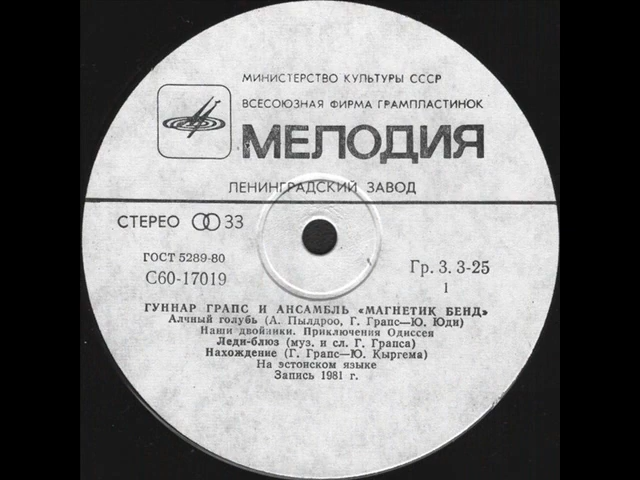 МИНИСТЕРСТВО КУЛЬТУРЫ СССР
ВСЕСОЮЗНАЯ ФИРМА ГРАМПЛАСТИНОК
МЕЛОДИЯ
ЛЕНИНГРАДСКИЙ ЗАВОД
СТЕРЕО 33
ГОСТ 5289-80
С60-17019
Гр. 3. 3-25
1
ГУННАР ГРАПС И АНСАМБЛЬ «МАГНЕТИК БЕНД»
Алчный голубь (А. Пылдроо, Г. Грапс—Ю. Юди)
Наши двойники. Приключения Одиссея
Леди-блюз (муз. и сл. Г. Грапса)
Нахождение (Г. Грапс—Ю. Кыргема)
На эстонском языке
Запись 1981 г.